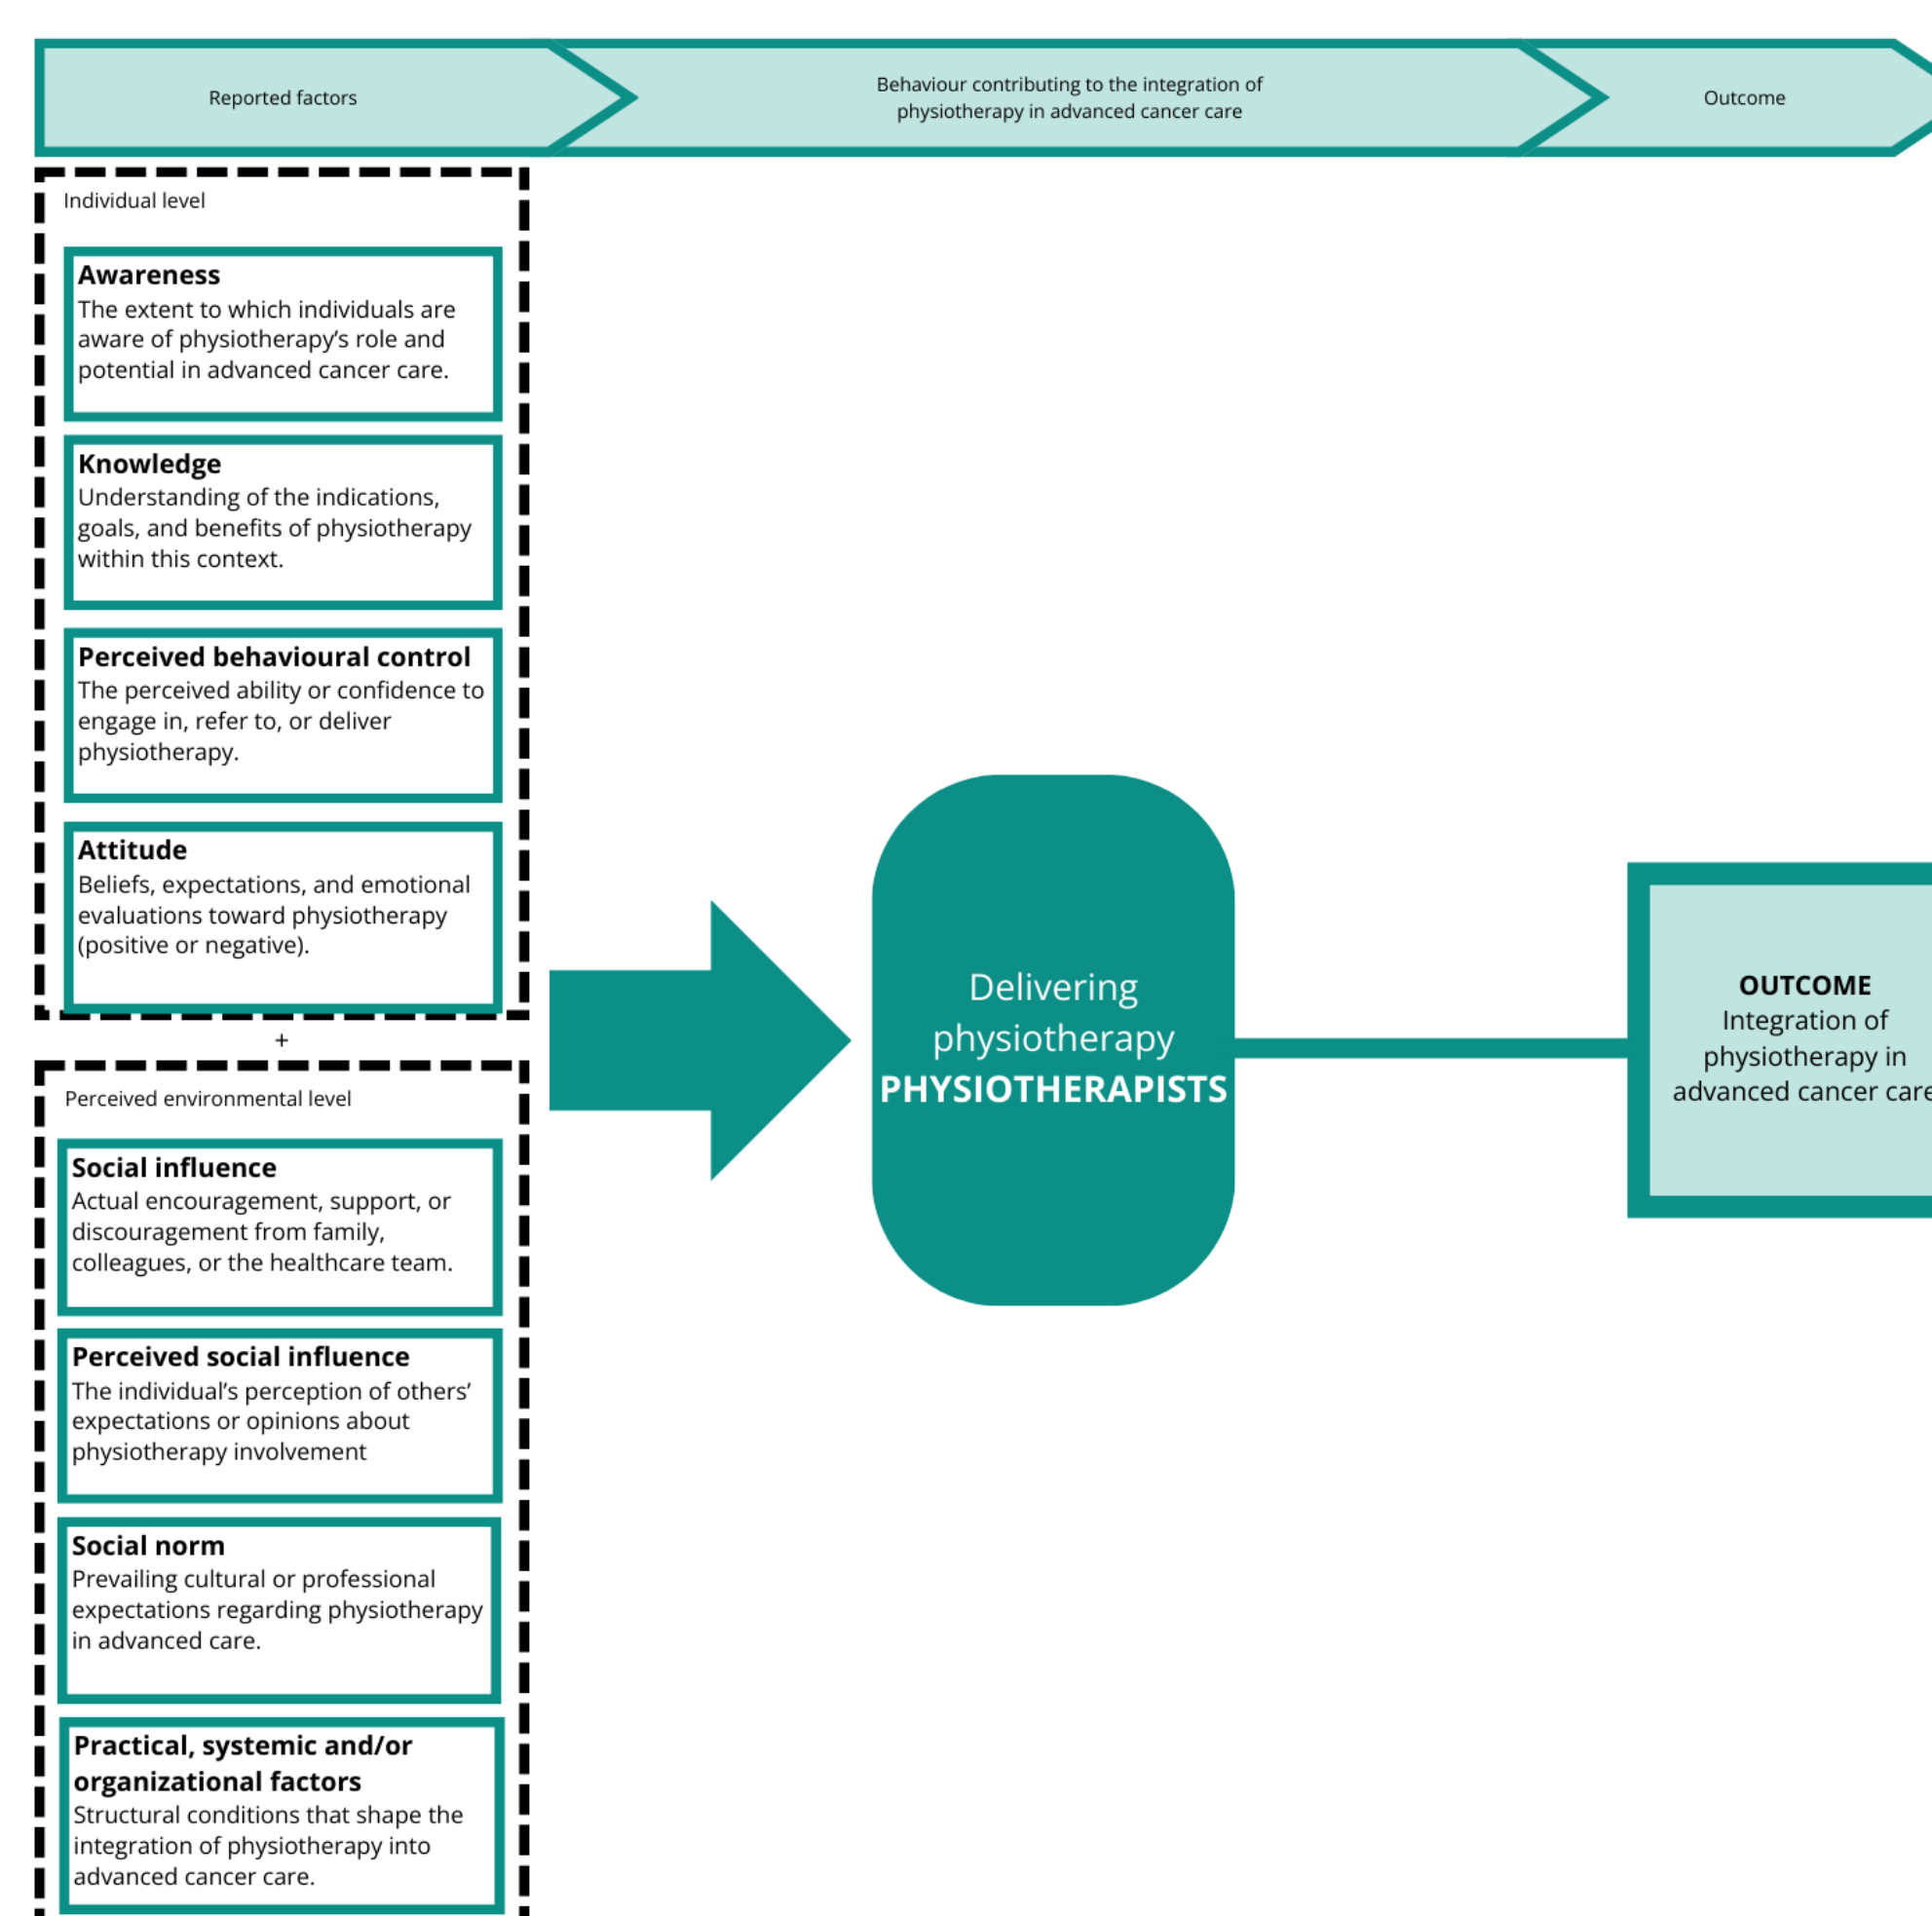 Reported factors
Behaviour contributing to the integration of
physiotherapy in advanced cancer care
Outcome
Individual level
Awareness
The extent to which individuals are
aware of physiotherapy’s role and
potential in advanced cancer care.
Knowledge
Understanding of the indications,
goals, and benefits of physiotherapy
within this context.
Perceived behavioural control
The perceived ability or confidence to
engage in, refer to, or deliver
physiotherapy.
Attitude
Beliefs, expectations, and emotional
evaluations toward physiotherapy
(positive or negative).
+
Perceived environmental level
Social influence
Actual encouragement, support, or
discouragement from family,
colleagues, or the healthcare team.
Perceived social influence
The individual’s perception of others’
expectations or opinions about
physiotherapy involvement
Social norm
Prevailing cultural or professional
expectations regarding physiotherapy
in advanced care.
Practical, systemic and/or
organizational factors
Structural conditions that shape the
integration of physiotherapy into
advanced cancer care.
Delivering
physiotherapy
PHYSIOTHERAPISTS
OUTCOME
Integration of
physiotherapy in
advanced cancer care